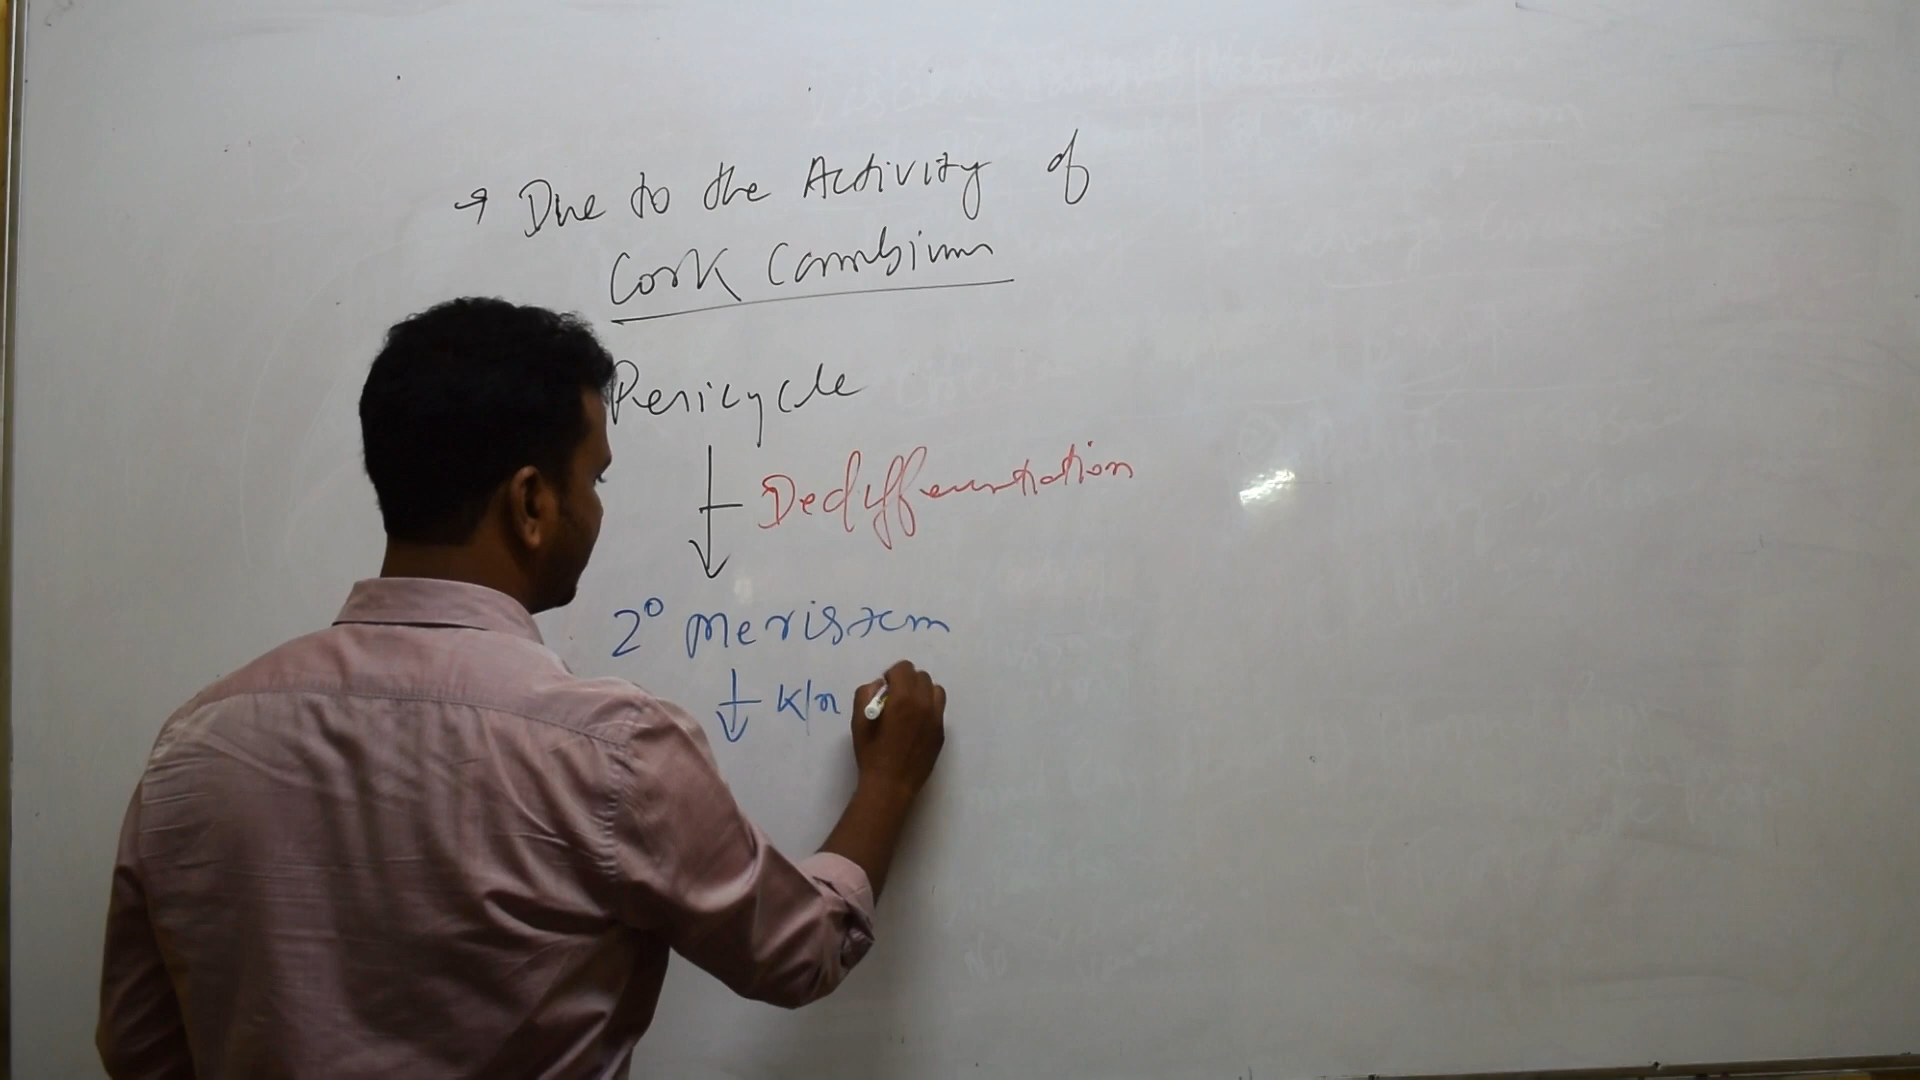 → Due to the Activity of
Cork Cambium
Pericycle
Dedifferentiation
2° Meristem
K/n